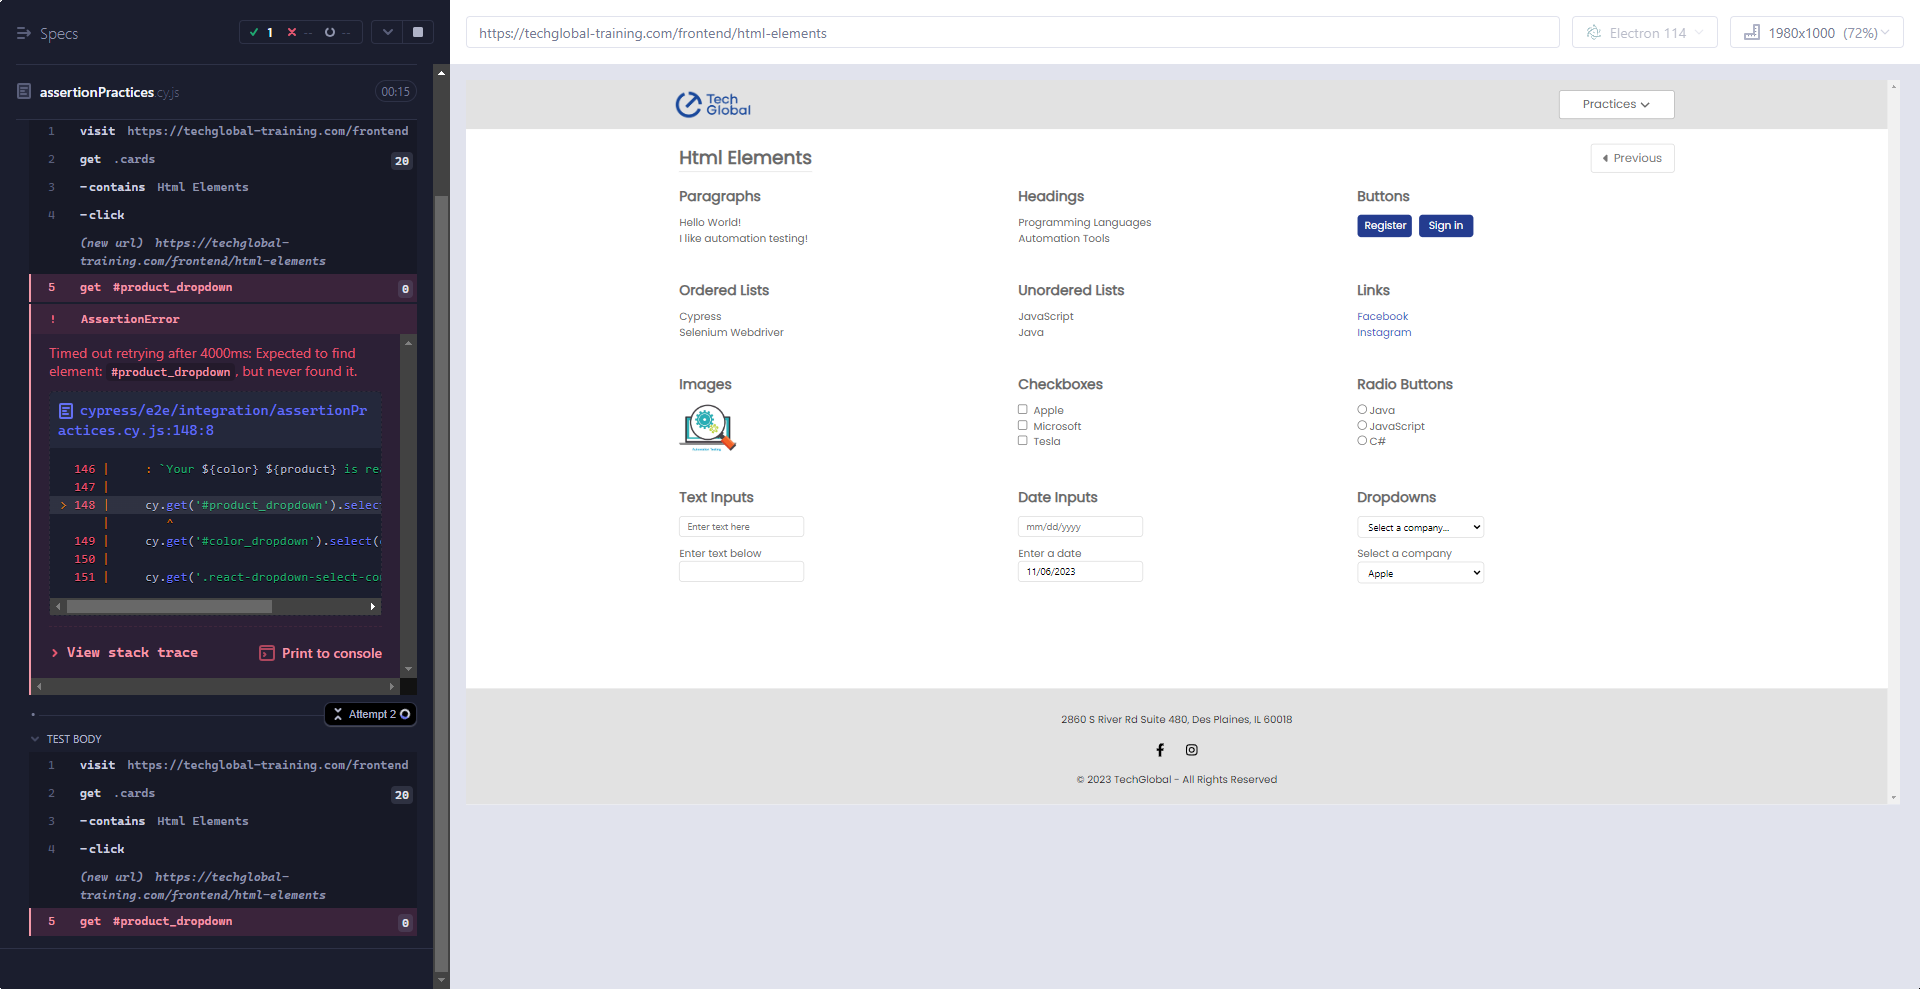 Specs
1
--
--
assertionPractices.cy.js
00:15
1 visit https://techglobal-training.com/frontend
2 get .cards 20
3 -contains Html Elements
4 -click
(new url) https://techglobal-
training.com/frontend/html-elements
5 get #product_dropdown 0
! AssertionError
Timed out retrying after 4000ms: Expected to find
element: #product_dropdown, but never found it.
cypress/e2e/integration/assertionPr
actices.cy.js:148:8
146 | : `Your ${color} ${product} is rea
147 |
> 148 | cy.get('#product_dropdown').select
| ^
149 | cy.get('#color_dropdown').select(
150 |
151 | cy.get('.react-dropdown-select-con
> View stack trace
Print to console
Attempt 2
TEST BODY
1 visit https://techglobal-training.com/frontend
2 get .cards 20
3 -contains Html Elements
4 -click
(new url) https://techglobal-
training.com/frontend/html-elements
5 get #product_dropdown 0
https://techglobal-training.com/frontend/html-elements
Electron 114
1980x1000 (72%)
Tech
Global
Practices
Html Elements
Previous
Paragraphs
Hello World!
I like automation testing!
Headings
Programming Languages
Automation Tools
Buttons
Register
Sign in
Ordered Lists
Cypress
Selenium Webdriver
Unordered Lists
JavaScript
Java
Links
Facebook
Instagram
Images
Checkboxes
Apple
Microsoft
Tesla
Radio Buttons
Java
JavaScript
C#
Text Inputs
Enter text here
Enter text below
Date Inputs
mm/dd/yyyy
Enter a date
11/06/2023
Dropdowns
Select a company...
Select a company
Apple
2860 S River Rd Suite 480, Des Plaines, IL 60018
© 2023 TechGlobal - All Rights Reserved